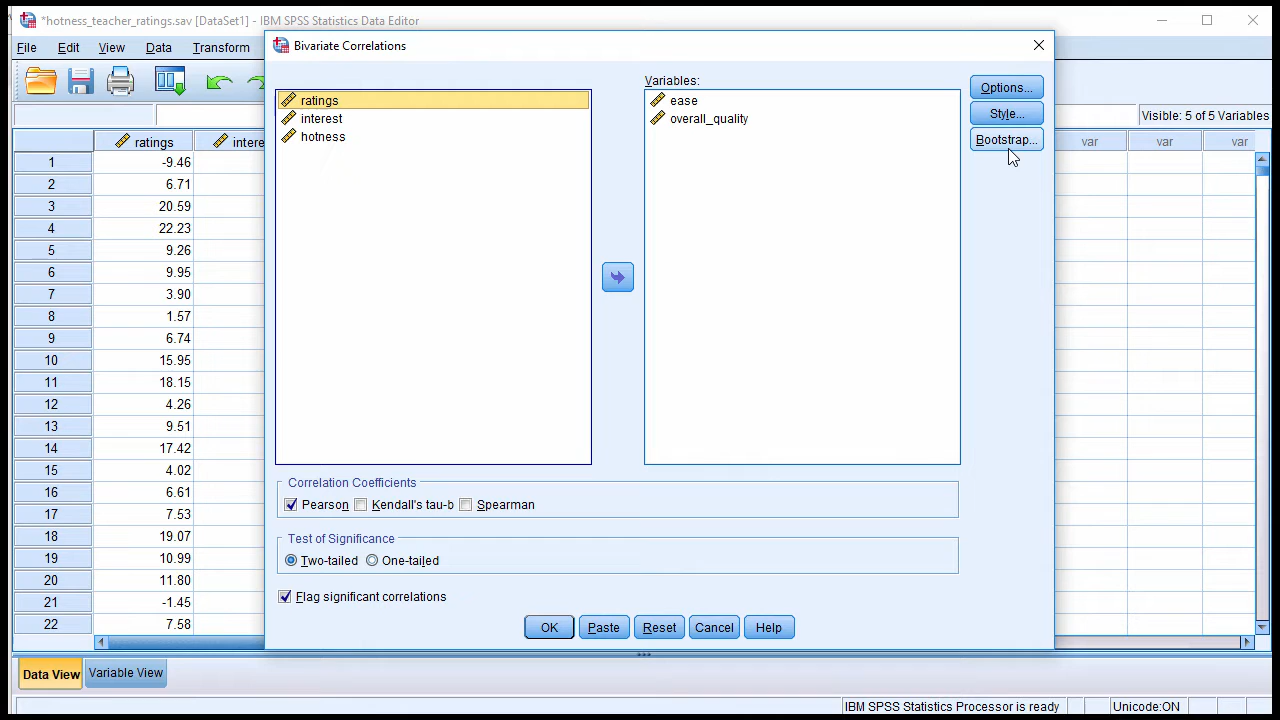 *hotness_teacher_ratings.sav [DataSet1] - IBM SPSS Statistics Data Editor
File Edit View Data Transform
Bivariate Correlations
Variables:
ratings
interest
hotness
ease
overall_quality
Options...
Style...
Bootstrap...
Visible: 5 of 5 Variables
ratings intere var var var
1 -9.46
2 6.71
3 20.59
4 22.23
5 9.26
6 9.95
7 3.90
8 1.57
9 6.74
10 15.95
11 18.15
12 4.26
13 9.51
14 17.42
15 4.02
16 6.61
17 7.53
18 19.07
19 10.99
20 11.80
21 -1.45
22 7.58
Correlation Coefficients
Pearson Kendall's tau-b Spearman
Test of Significance
Two-tailed One-tailed
Flag significant correlations
OK Paste Reset Cancel Help
Data View Variable View
IBM SPSS Statistics Processor is ready Unicode:ON